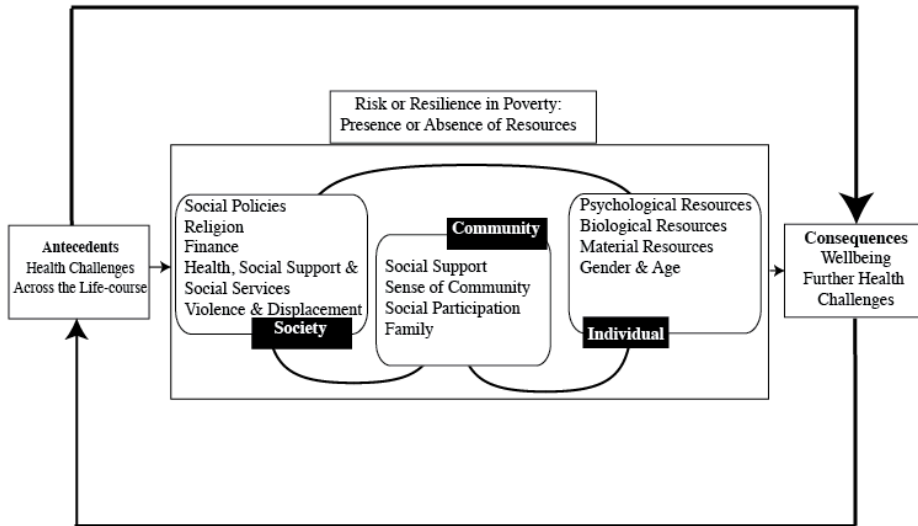 Risk or Resilience in Poverty:
Presence or Absence of Resources
Antecedents
Health Challenges
Across the Life-course
Social Policies
Religion
Finance
Health, Social Support &
Social Services
Violence & Displacement
Society
Community
Social Support
Sense of Community
Social Participation
Family
Psychological Resources
Biological Resources
Material Resources
Gender & Age
Individual
Consequences
Wellbeing
Further Health
Challenges